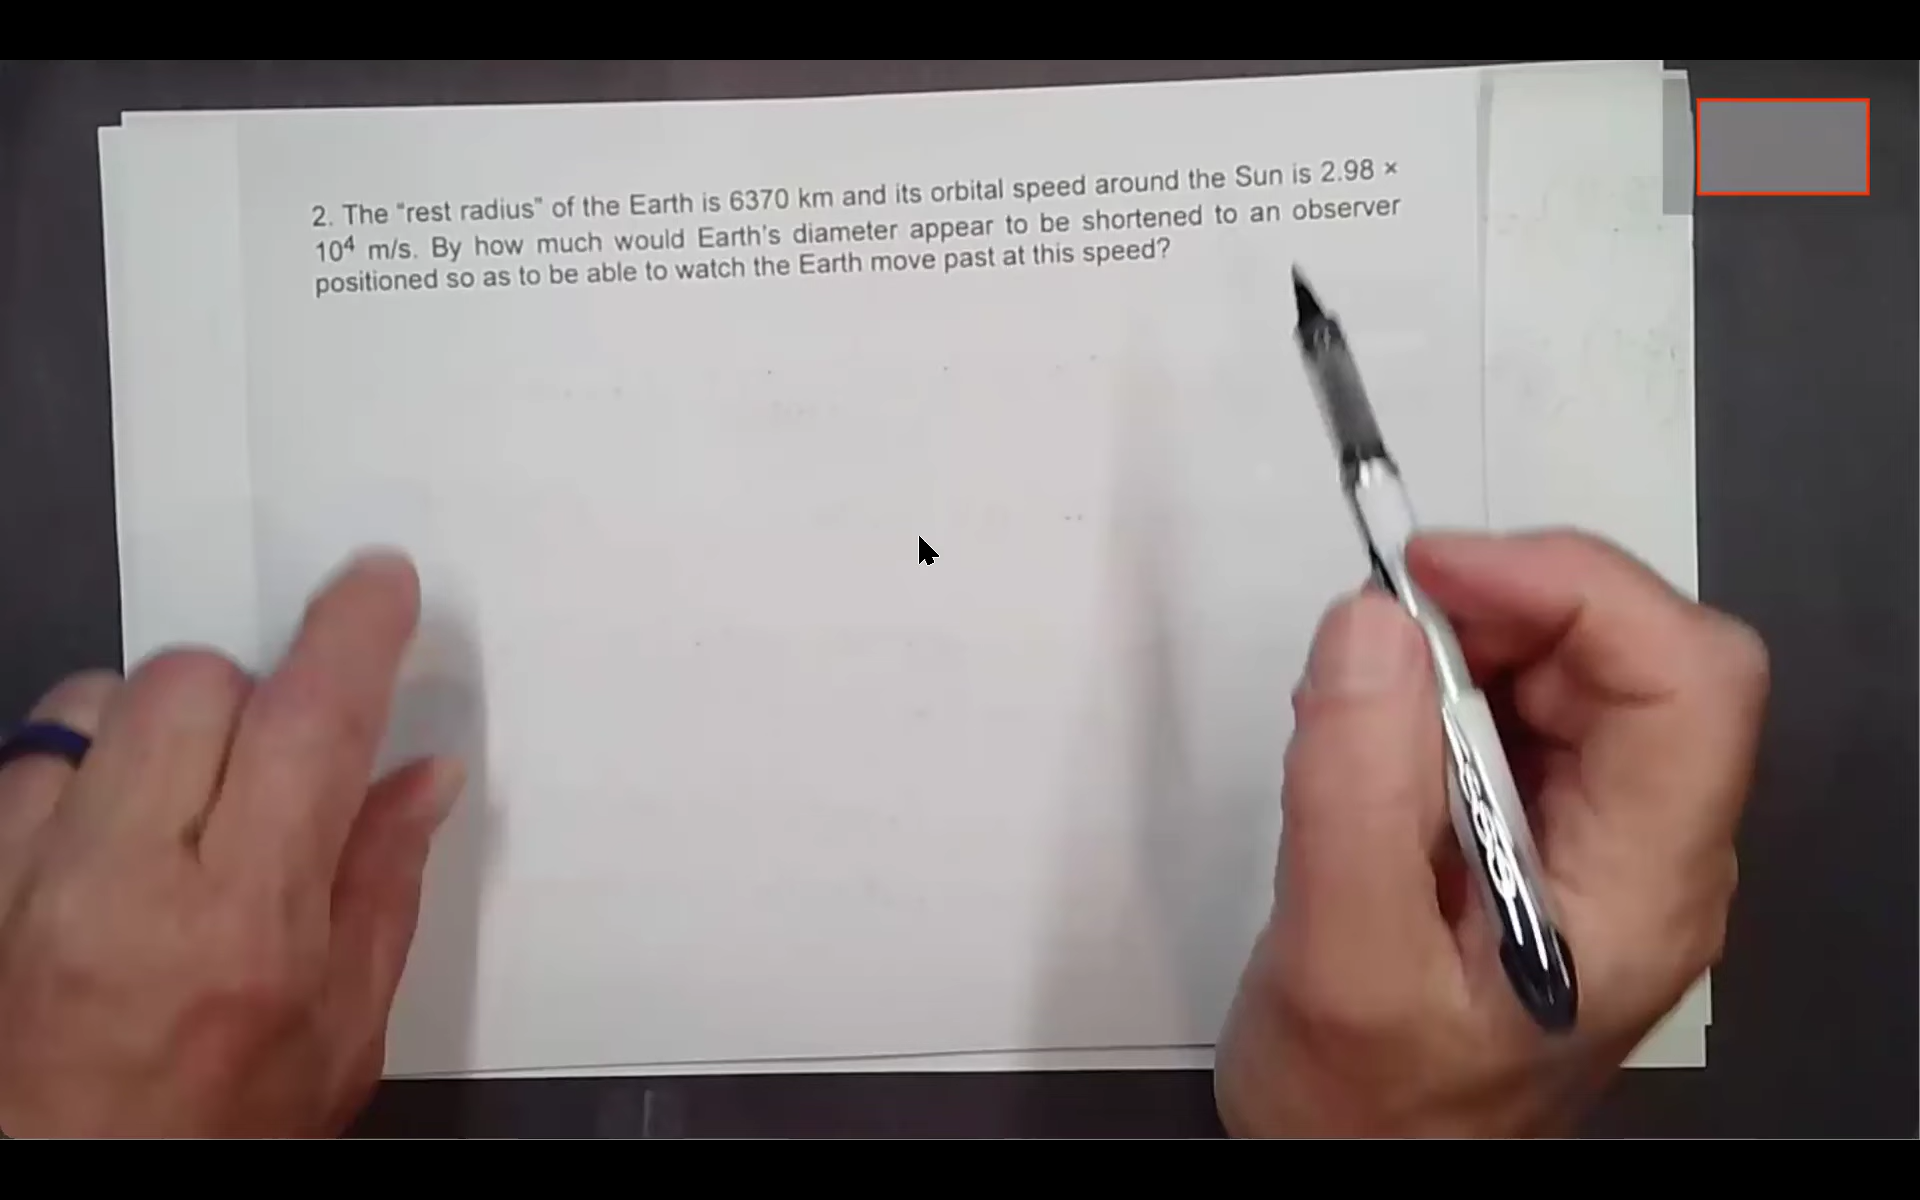 2. The “rest radius” of the Earth is 6370 km and its orbital speed around the Sun is 2.98 ×
10⁴ m/s. By how much would Earth's diameter appear to be shortened to an observer
positioned so as to be able to watch the Earth move past at this speed?